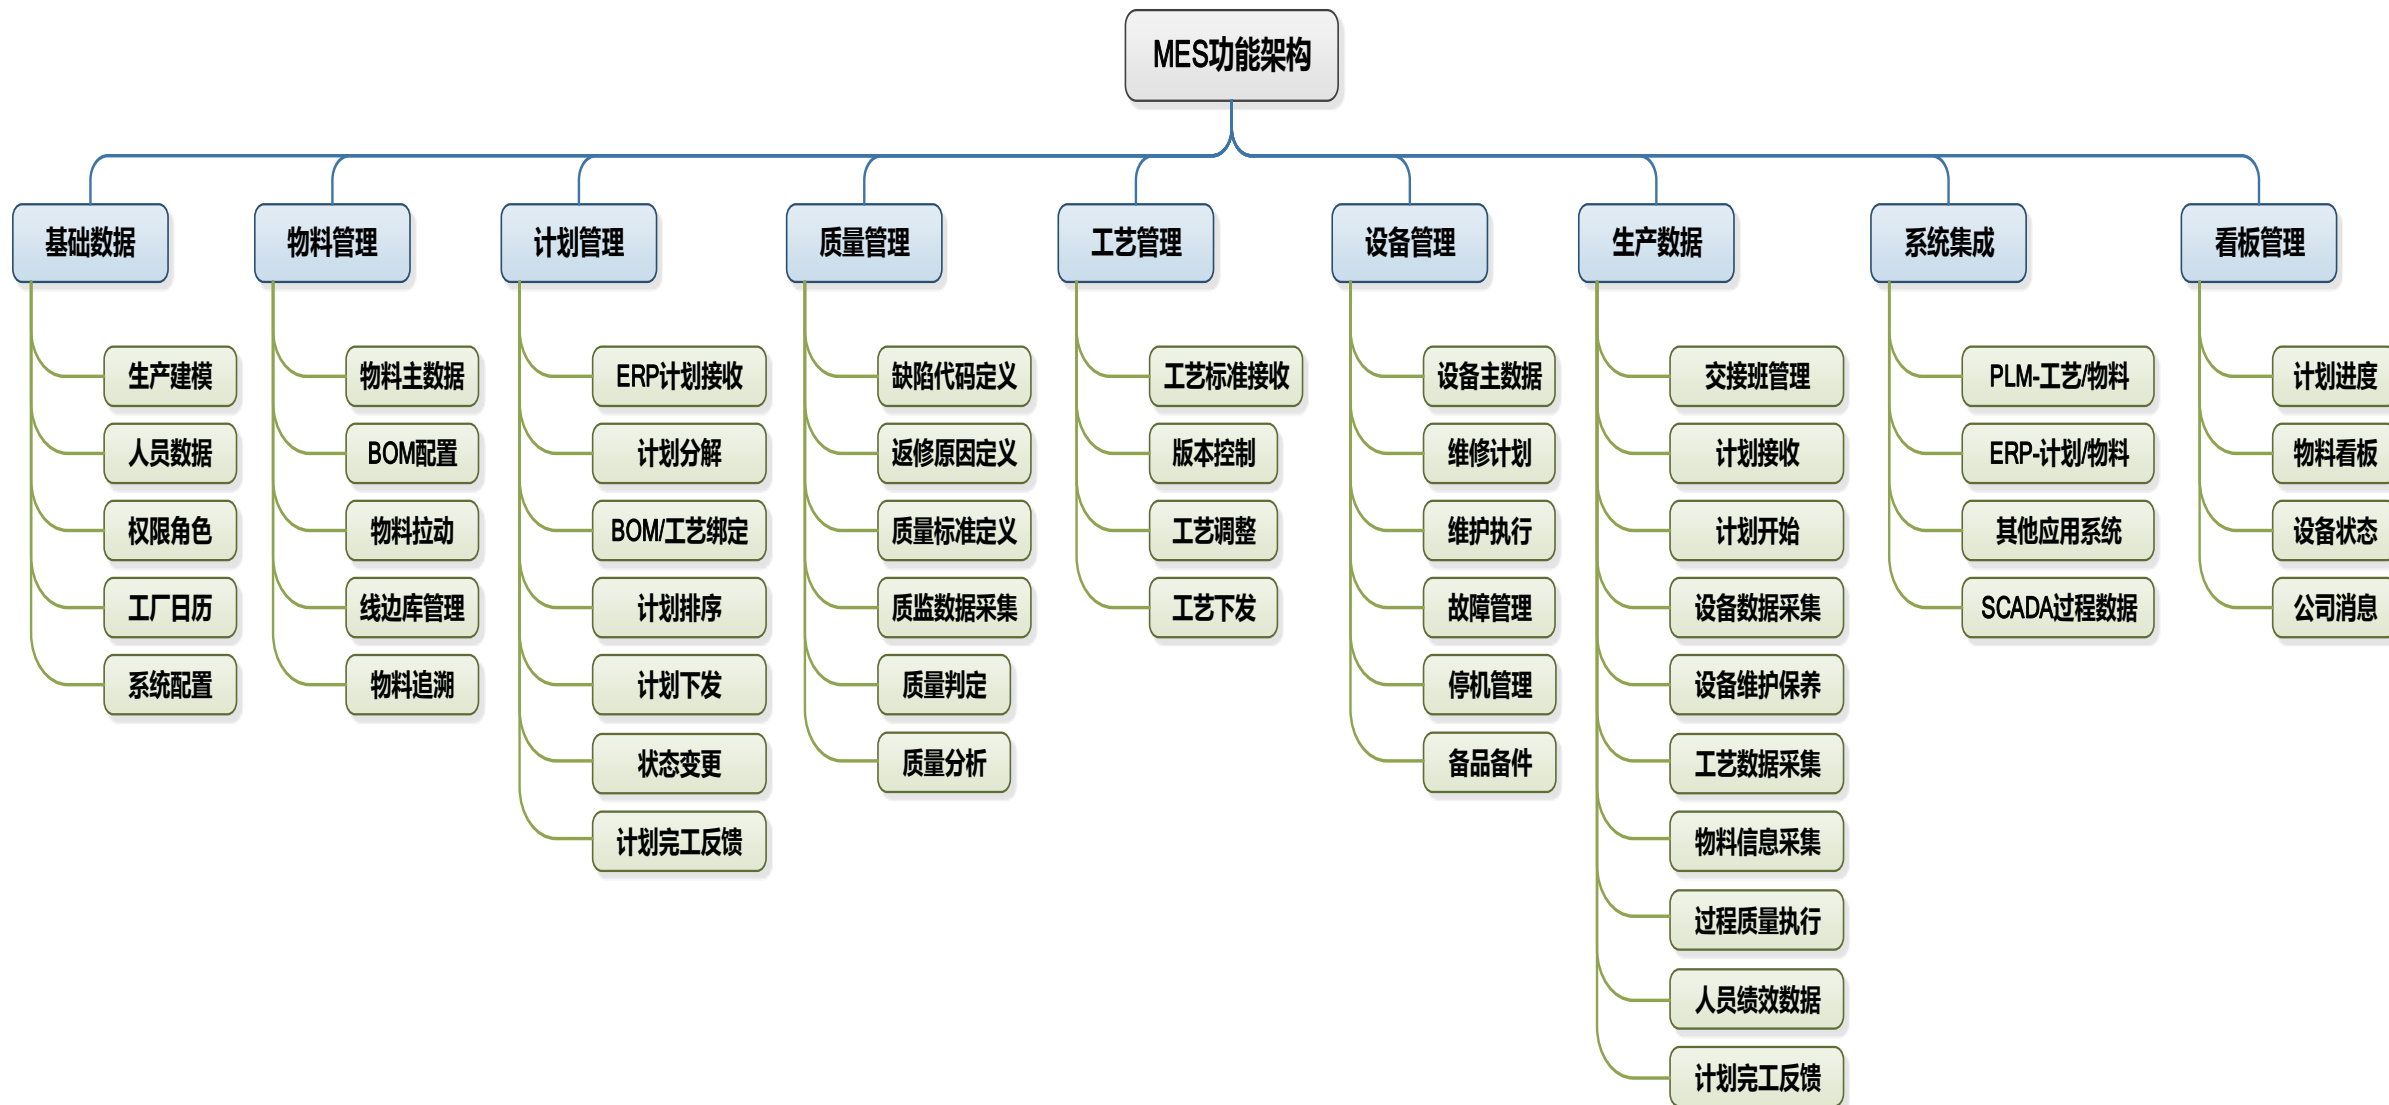 MES功能架构
基础数据
物料管理
计划管理
质量管理
工艺管理
设备管理
生产数据
系统集成
看板管理
生产建模
人员数据
权限角色
工厂日历
系统配置
物料主数据
BOM配置
物料拉动
线边库管理
物料追溯
ERP计划接收
计划分解
BOM/工艺绑定
计划排序
计划下发
状态变更
计划完工反馈
缺陷代码定义
返修原因定义
质量标准定义
质监数据采集
质量判定
质量分析
工艺标准接收
版本控制
工艺调整
工艺下发
设备主数据
维修计划
维护执行
故障管理
停机管理
备品备件
交接班管理
计划接收
计划开始
设备数据采集
设备维护保养
工艺数据采集
物料信息采集
过程质量执行
人员绩效数据
计划完工反馈
PLM-工艺/物料
ERP-计划/物料
其他应用系统
SCADA过程数据
计划进度
物料看板
设备状态
公司消息